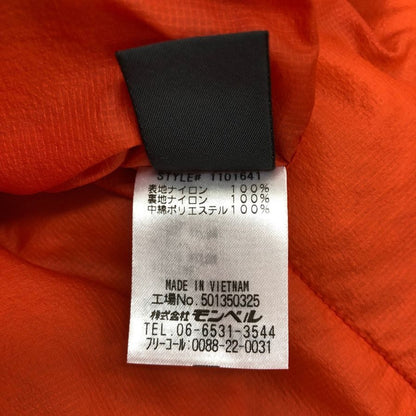 STYLE# 1101641
表地ナイロン 100%
裏地ナイロン 100%
中綿ポリエステル 100%
MADE IN VIETNAM
工場No. 501350325
株式会社モンベル
TEL. 06-6531-3544
フリーコール: 0088-22-0031